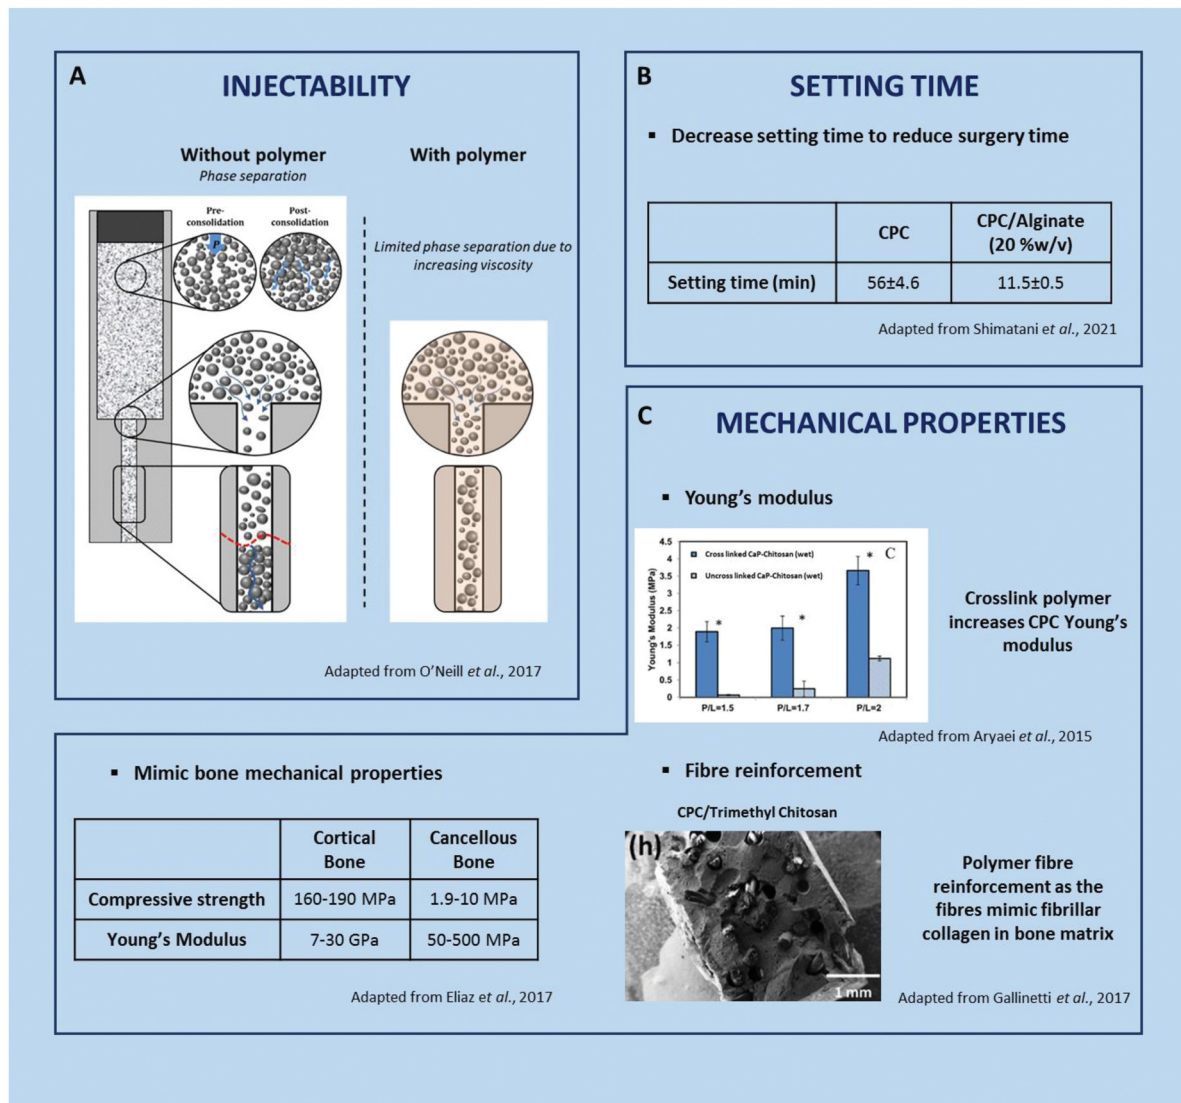 A
INJECTABILITY
Without polymer
Phase separation
With polymer
Pre-
consolidation
Post-
consolidation
P
Limited phase separation due to
increasing viscosity
Adapted from O’Neill et al., 2017
B
SETTING TIME
▪ Decrease setting time to reduce surgery time
CPC
CPC/Alginate
(20 %w/v)
Setting time (min)
56±4.6
11.5±0.5
Adapted from Shimatani et al., 2021
C
MECHANICAL PROPERTIES
▪ Young’s modulus
Young's Modulus (MPa)
4.5
4
3.5
3
2.5
2
1.5
1
0.5
0
Cross linked CaP-Chitosan (wet)
Uncross linked CaP-Chitosan (wet)
*
*
*
C
P/L=1.5
P/L=1.7
P/L=2
Crosslink polymer
increases CPC Young’s
modulus
Adapted from Aryaei et al., 2015
▪ Mimic bone mechanical properties
Cortical
Bone
Cancellous
Bone
Compressive strength
160-190 MPa
1.9-10 MPa
Young’s Modulus
7-30 GPa
50-500 MPa
Adapted from Eliaz et al., 2017
▪ Fibre reinforcement
CPC/Trimethyl Chitosan
(h)
1 mm
Polymer fibre
reinforcement as the
fibres mimic fibrillar
collagen in bone matrix
Adapted from Gallinetti et al., 2017